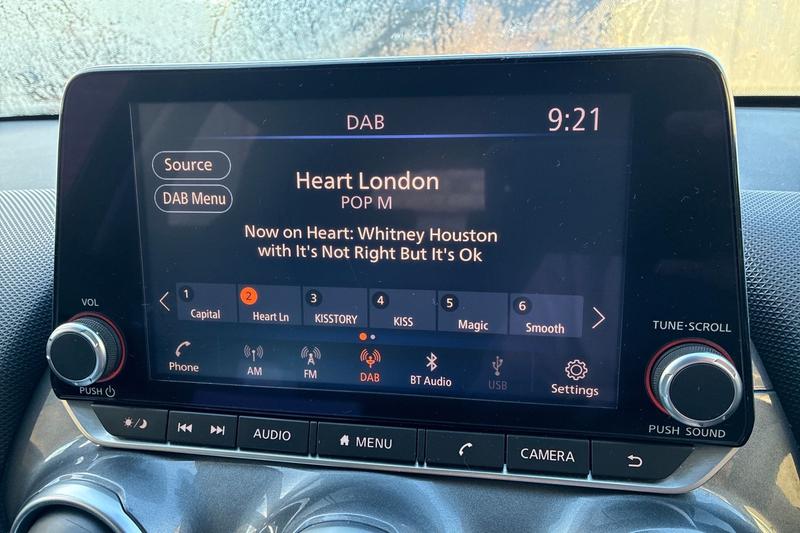 DAB
9:21
Source
DAB Menu
Heart London
POP M
Now on Heart: Whitney Houston
with It's Not Right But It's Ok
1 Capital
2 Heart Ln
3 KISSTORY
4 KISS
5 Magic
6 Smooth
Phone
AM
FM
DAB
BT Audio
USB
Settings
VOL
PUSH
TUNE·SCROLL
PUSH SOUND
AUDIO
MENU
CAMERA